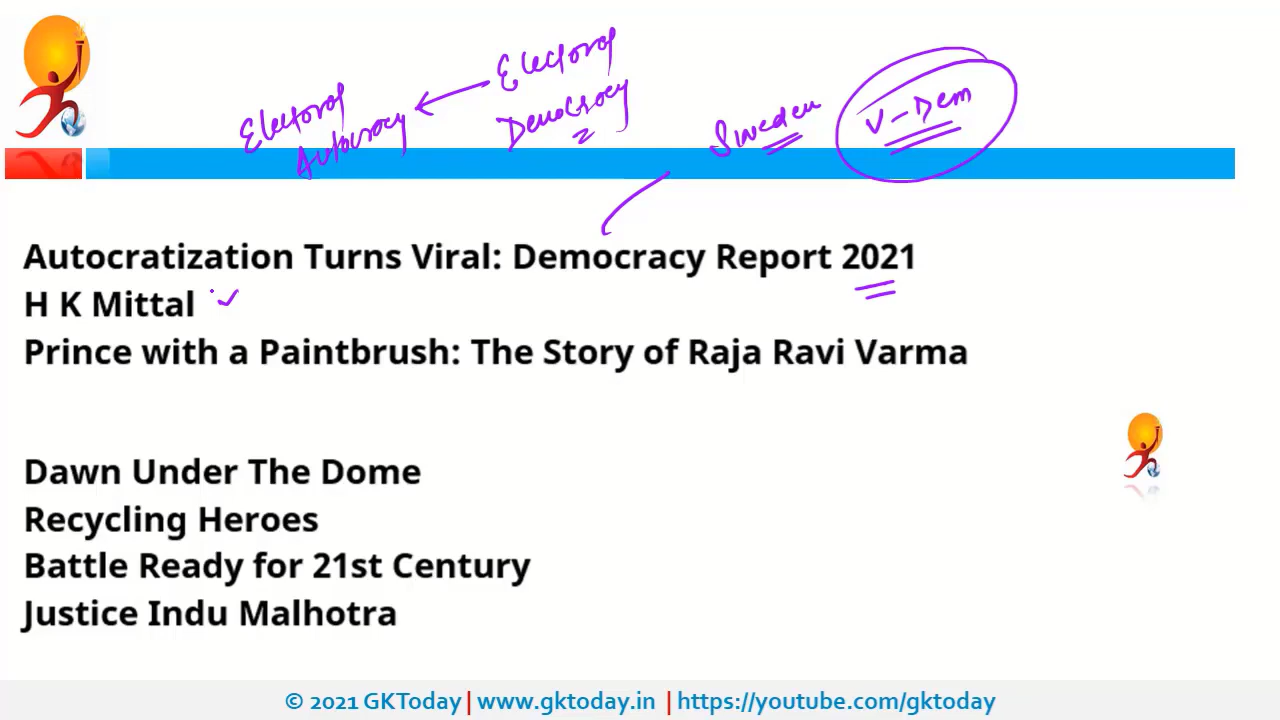 Electoral
Democracy
Electoral
Autocracy
Sweden
V-Dem
Autocratization Turns Viral: Democracy Report 2021
H K Mittal
Prince with a Paintbrush: The Story of Raja Ravi Varma
Dawn Under The Dome
Recycling Heroes
Battle Ready for 21st Century
Justice Indu Malhotra
© 2021 GKToday | www.gktoday.in | https://youtube.com/gktoday